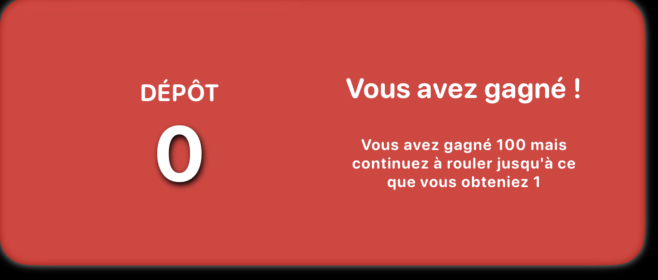 DÉPÔT
0
Vous avez gagné !
Vous avez gagné 100 mais
continuez à rouler jusqu'à ce
que vous obteniez 1